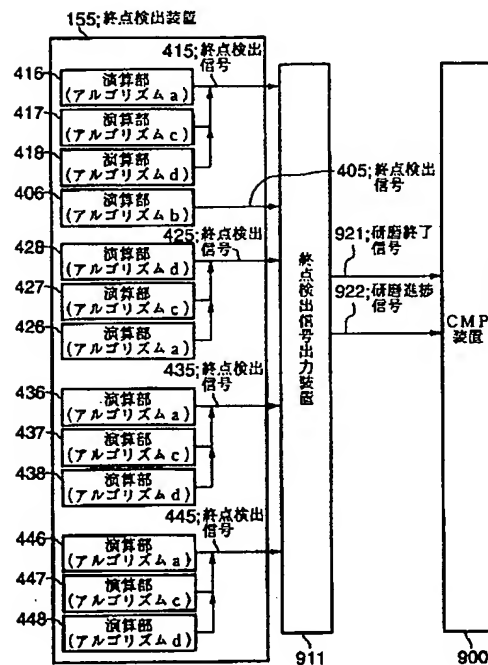 155;終点検出装置
415;終点検出
信号
416
演算部
(アルゴリズムa)
417
演算部
(アルゴリズムc)
418
演算部
(アルゴリズムd)
406
演算部
(アルゴリズムb)
405;終点検出
信号
425;終点検出
信号
428
演算部
(アルゴリズムd)
427
演算部
(アルゴリズムc)
426
演算部
(アルゴリズムa)
435;終点検出
信号
436
演算部
(アルゴリズムa)
437
演算部
(アルゴリズムc)
438
演算部
(アルゴリズムd)
445;終点検出
信号
446
演算部
(アルゴリズムa)
447
演算部
(アルゴリズムc)
448
演算部
(アルゴリズムd)
終点検出信号出力装置
911
921;研磨終了
信号
922;研磨進捗
信号
CMP
装置
900